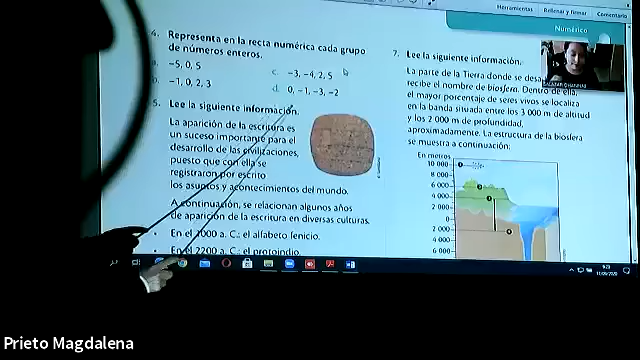 Herramientas Rellenar y firmar Comentario
Numérico
4. Representa en la recta numérica cada grupo
de números enteros.
a. −5, 0, 5
c. −3, −4, 2, 5
b. −1, 0, 2, 3
d. 0, −1, −3, −2
5. Lee la siguiente información.
La aparición de la escritura es
un suceso importante para el
desarrollo de las civilizaciones,
puesto que con ella se
registraron por escrito
los asuntos y acontecimientos del mundo.
A continuación, se relacionan algunos años
de aparición de la escritura en diversas culturas.
• En el 1000 a. C.: el alfabeto fenicio.
• En el 2200 a. C.: el protoindio.
7. Lee la siguiente información.
La parte de la Tierra donde se desa
recibe el nombre de biosfera. Dentro de ella,
el mayor porcentaje de seres vivos se localiza
en la banda situada entre los 3 000 m de altitud
y los 2 000 m de profundidad,
aproximadamente. La estructura de la biosfera
se muestra a continuación:
En metros
10 000
8 000
6 000
4 000
2 000
0
2 000
4 000
6 000
11/09/2020
Prieto Magdalena